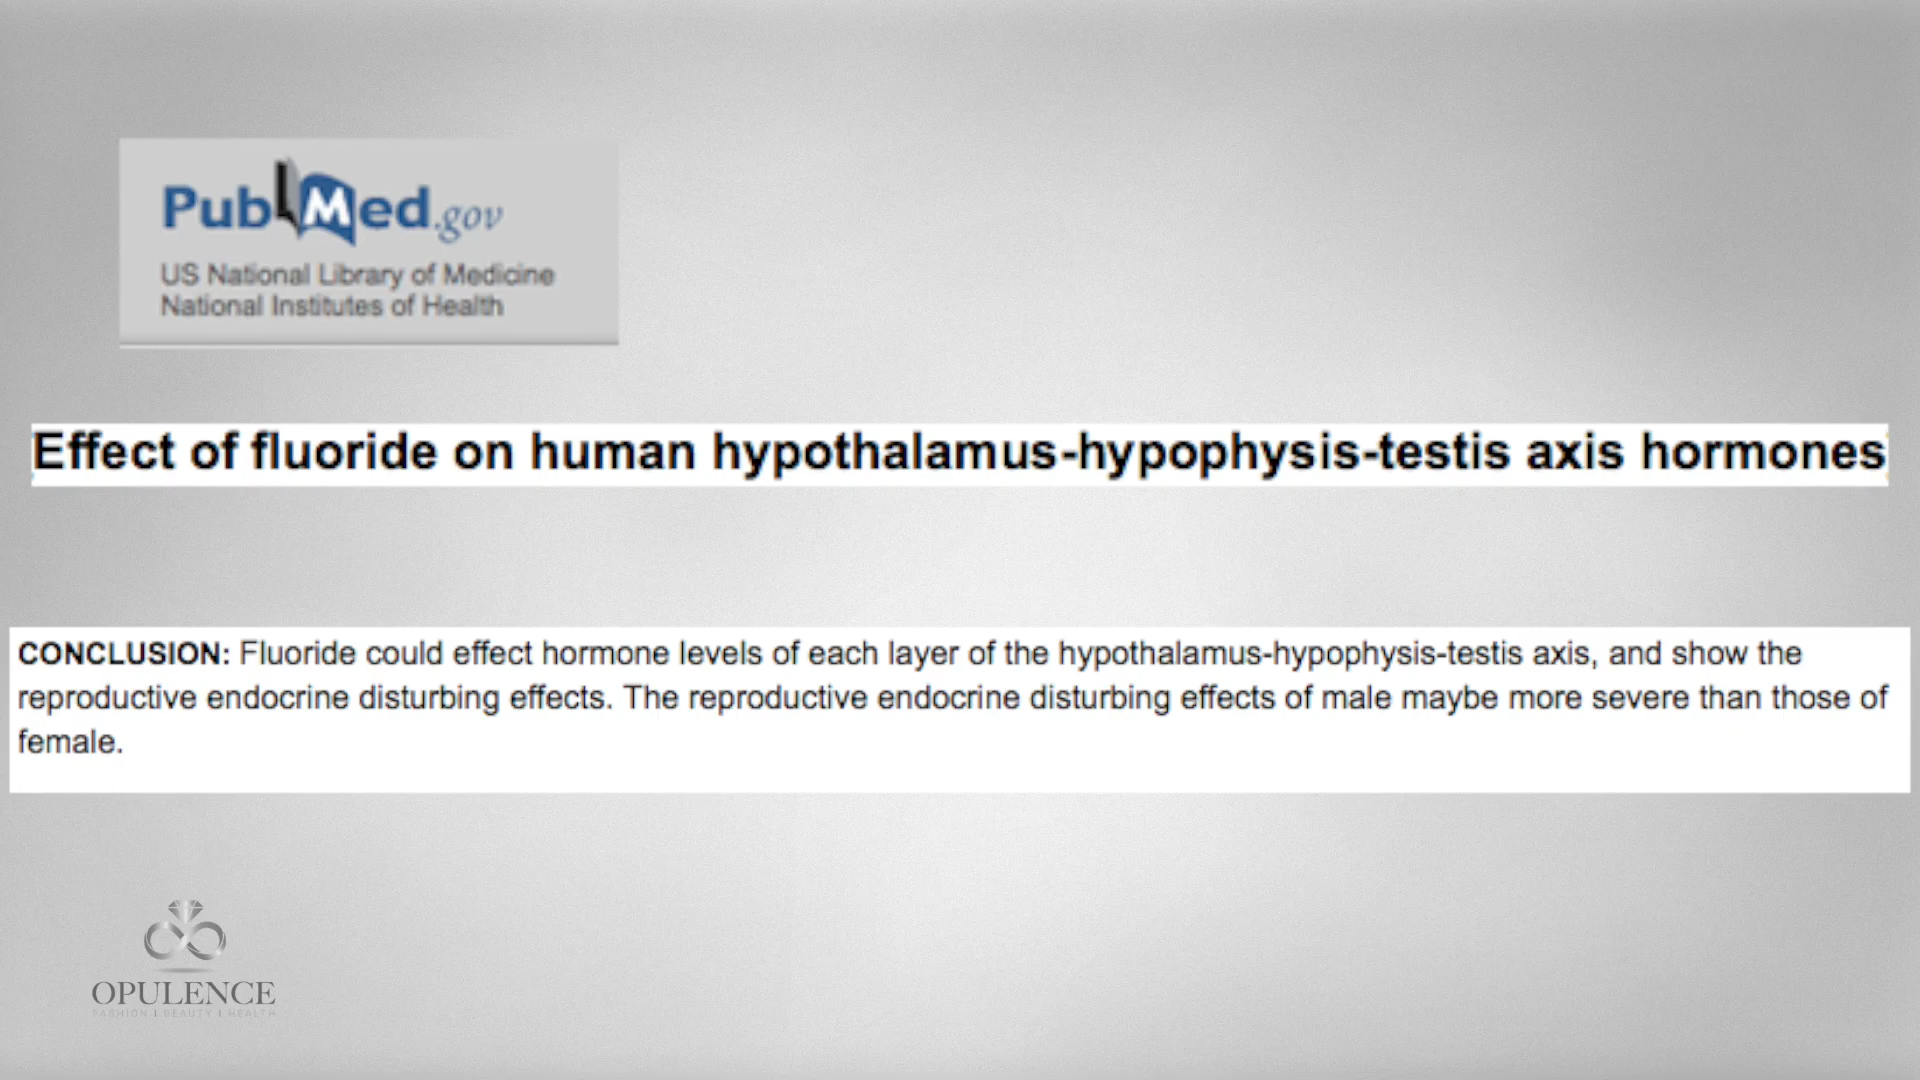 PubMed.gov
US National Library of Medicine
National Institutes of Health
Effect of fluoride on human hypothalamus-hypophysis-testis axis hormones
CONCLUSION: Fluoride could effect hormone levels of each layer of the hypothalamus-hypophysis-testis axis, and show the
reproductive endocrine disturbing effects. The reproductive endocrine disturbing effects of male maybe more severe than those of
female.
OPULENCE
FASHION | BEAUTY | HEALTH